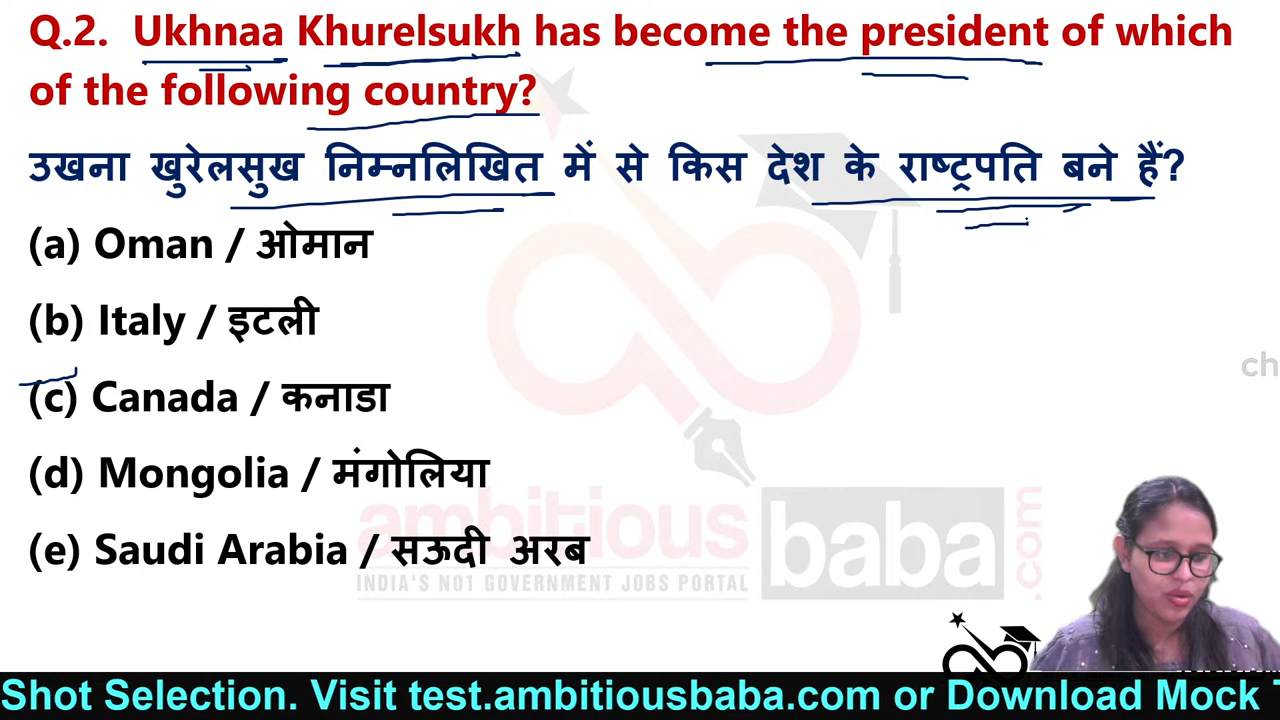 Q.2. Ukhnaa Khurelsukh has become the president of which
of the following country?
उखना खुरेलसुख निम्नलिखित में से किस देश के राष्ट्रपति बने हैं?
(a) Oman / ओमान
(b) Italy / इटली
(c) Canada / कनाडा
ch
(d) Mongolia / मंगोलिया
(e) Saudi Arabia / सऊदी अरब
ambitious baba .com
INDIA'S NO1 GOVERNMENT JOBS PORTAL
Shot Selection. Visit test.ambitiousbaba.com or Download Mock